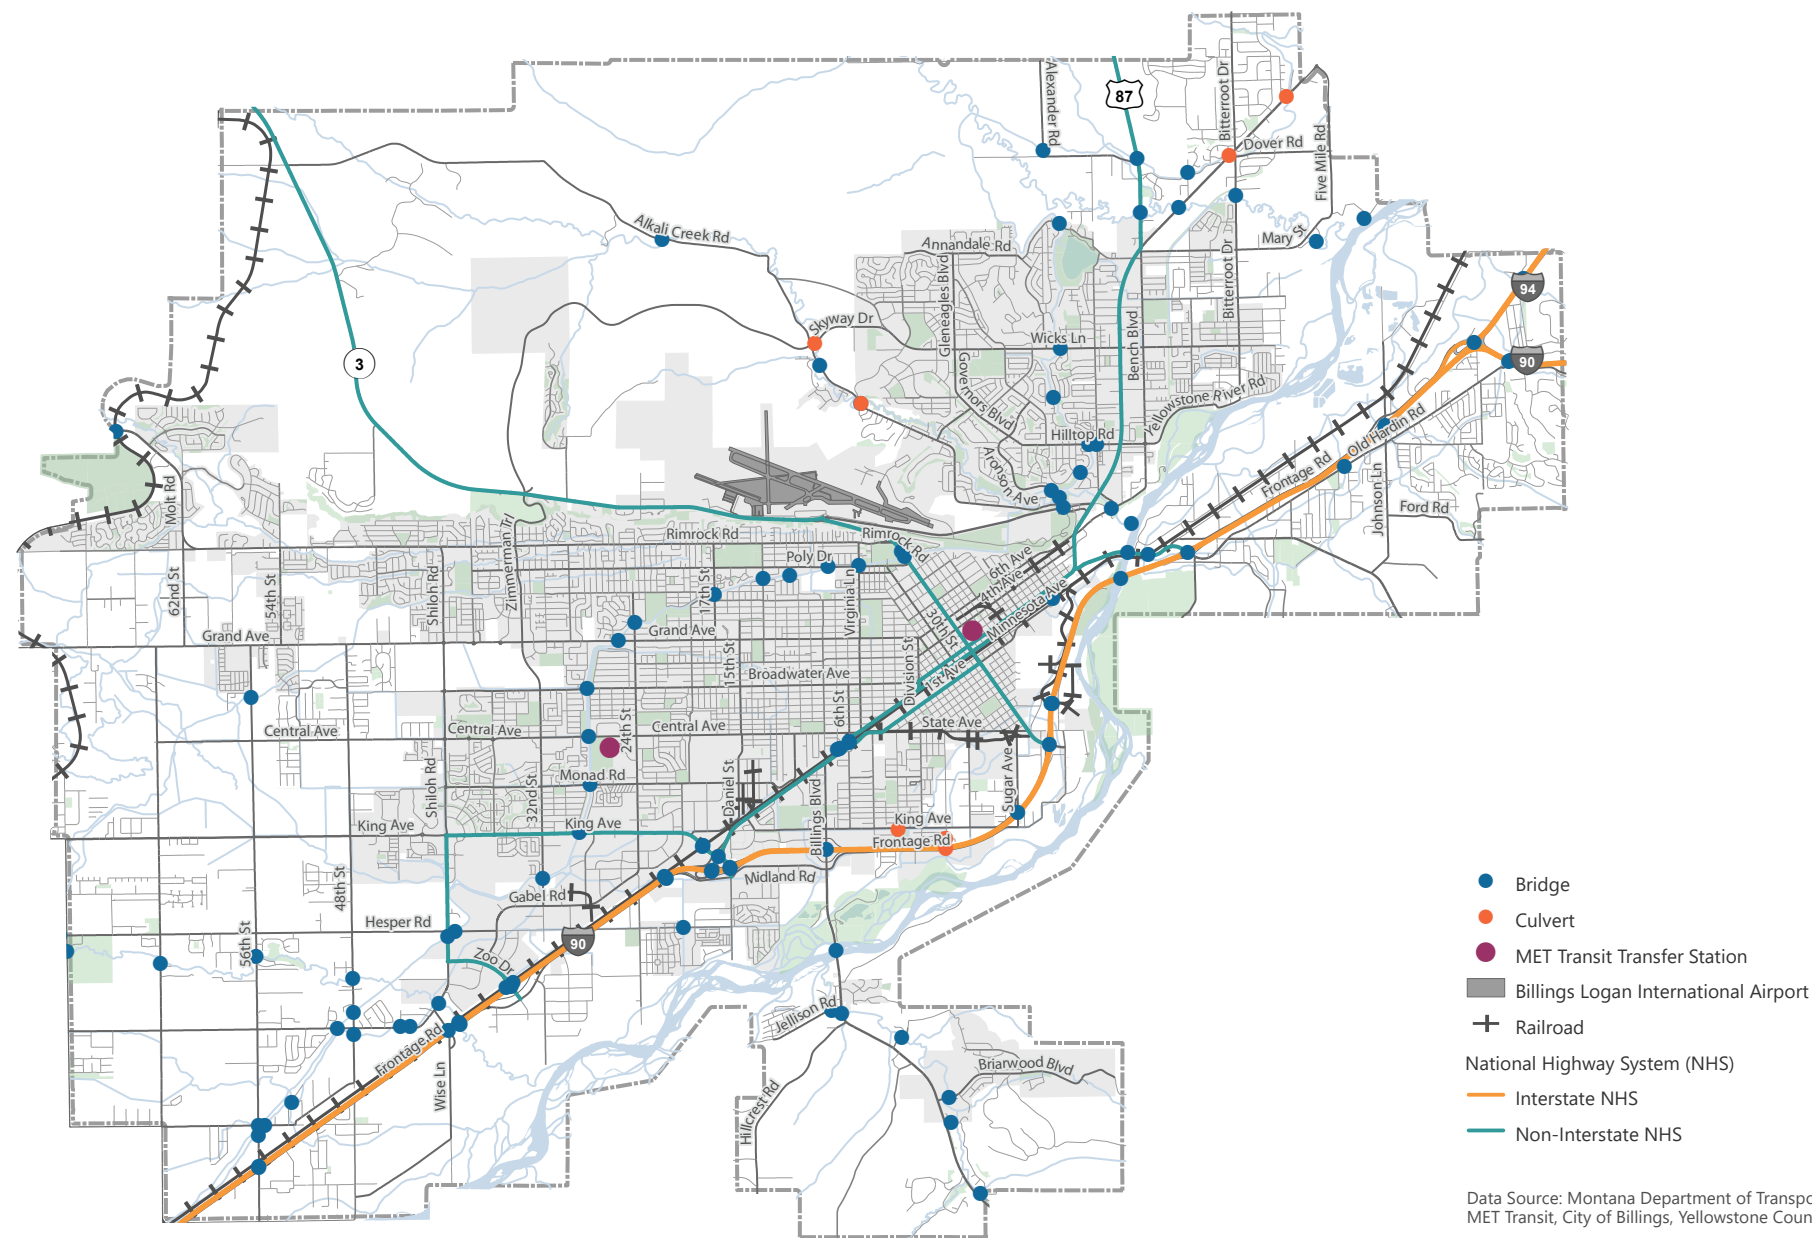 87
Alexander Rd
Bitterroot Dr
Dover Rd
Five Mile Rd
Mary St
Alkali Creek Rd
Annandale Rd
Bitterroot Dr
94
3
Skyway Dr
Gleneagles Blvd
Wicks Ln
Bench Blvd
90
Governors Blvd
Yellowstone River Rd
Hilltop Rd
Old Hardin Rd
Aronson Ave
Frontage Rd
Johnson Ln
Ford Rd
Molt Rd
Zimmerman Trl
Rimrock Rd
Rimrock Rd
Poly Dr
6th Ave
4th Ave
Minnesota Ave
62nd St
54th St
Shiloh Rd
17th St
Virginia Ln
30th St
Grand Ave
Grand Ave
15th St
Broadwater Ave
Division St
1st Ave
6th St
State Ave
Central Ave
Central Ave
24th St
Central Ave
Monad Rd
Shiloh Rd
32nd St
Daniel St
Billings Blvd
Sugar Ave
King Ave
King Ave
King Ave
Frontage Rd
Midland Rd
48th St
Gabel Rd
Hesper Rd
56th St
90
Zoo Dr
Jellison Rd
Frontage Rd
Wise Ln
Briarwood Blvd
Hillcrest Rd
Bridge
Culvert
MET Transit Transfer Station
Billings Logan International Airport
Railroad
National Highway System (NHS)
Interstate NHS
Non-Interstate NHS
Data Source: Montana Department of Transpo
MET Transit, City of Billings, Yellowstone Coun